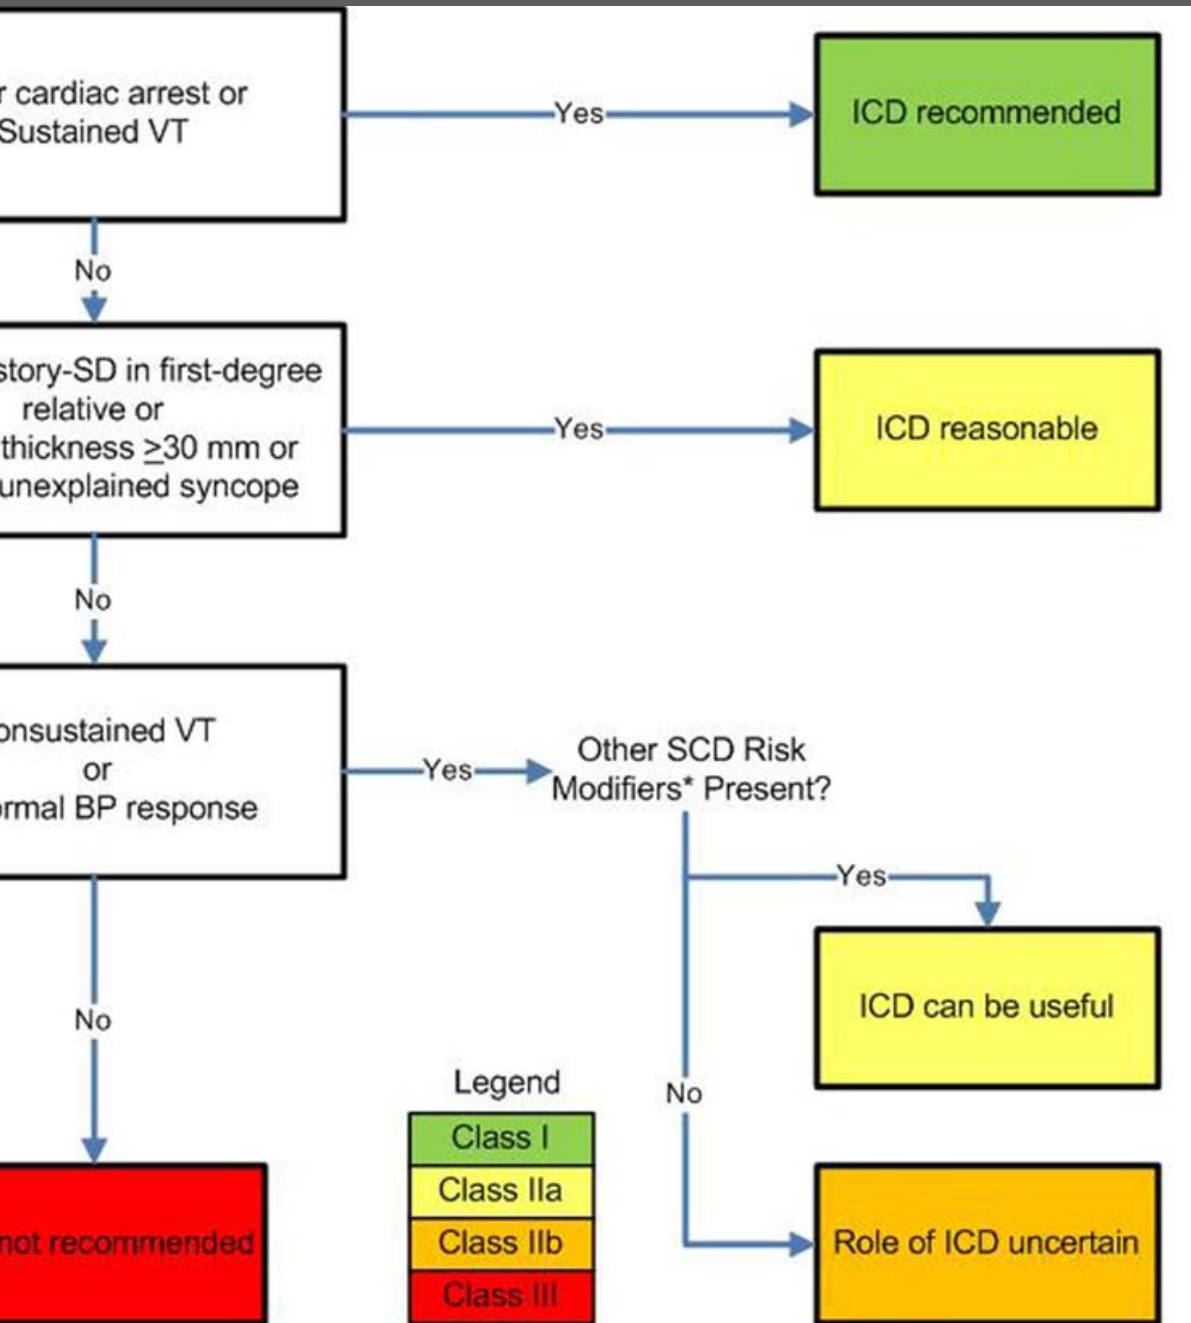 r cardiac arrest or
Sustained VT
Yes
ICD recommended
No
story-SD in first-degree
relative or
thickness ≥30 mm or
unexplained syncope
Yes
ICD reasonable
No
onsustained VT
or
ormal BP response
Yes
Other SCD Risk
Modifiers* Present?
Yes
ICD can be useful
No
No
Role of ICD uncertain
not recommended
Legend
Class I
Class IIa
Class IIb
Class III